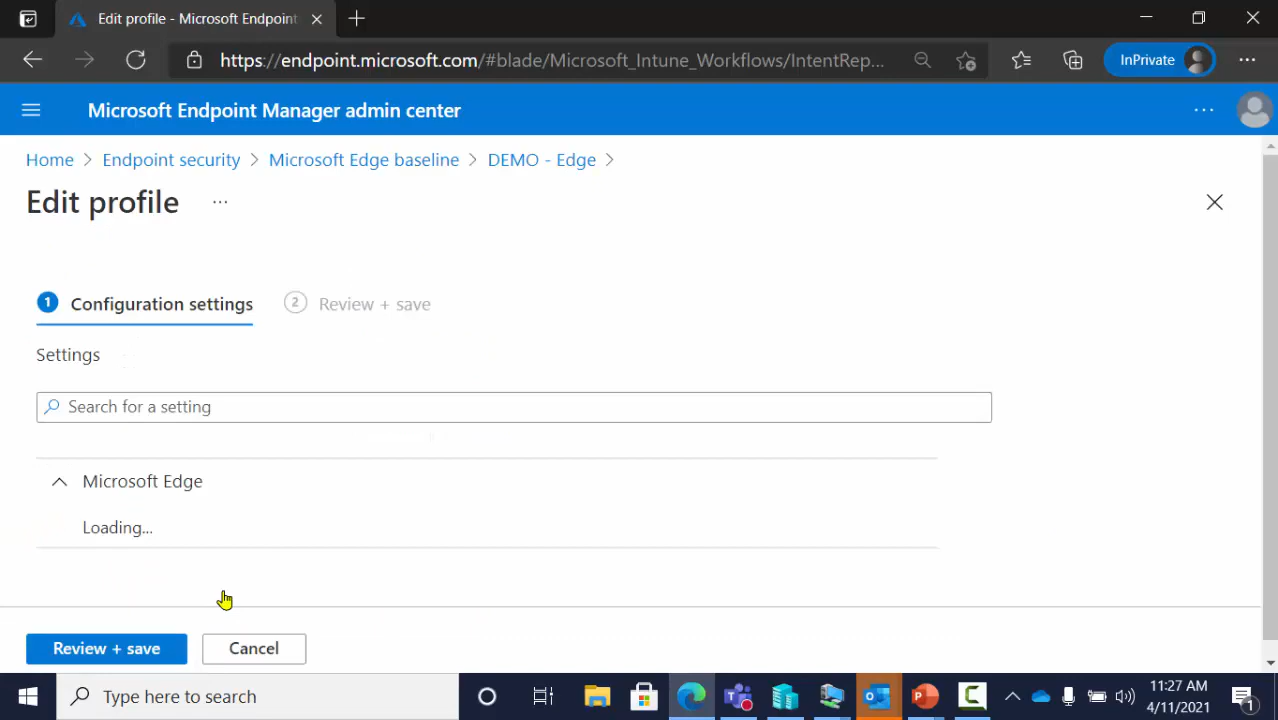 Edit profile - Microsoft Endpoint
https://endpoint.microsoft.com/#blade/Microsoft_Intune_Workflows/IntentRep...
InPrivate
Microsoft Endpoint Manager admin center
Home > Endpoint security > Microsoft Edge baseline > DEMO - Edge >
Edit profile ...
1 Configuration settings 2 Review + save
Settings
Search for a setting
Microsoft Edge
Loading...
Review + save Cancel
Type here to search
11:27 AM
4/11/2021
1